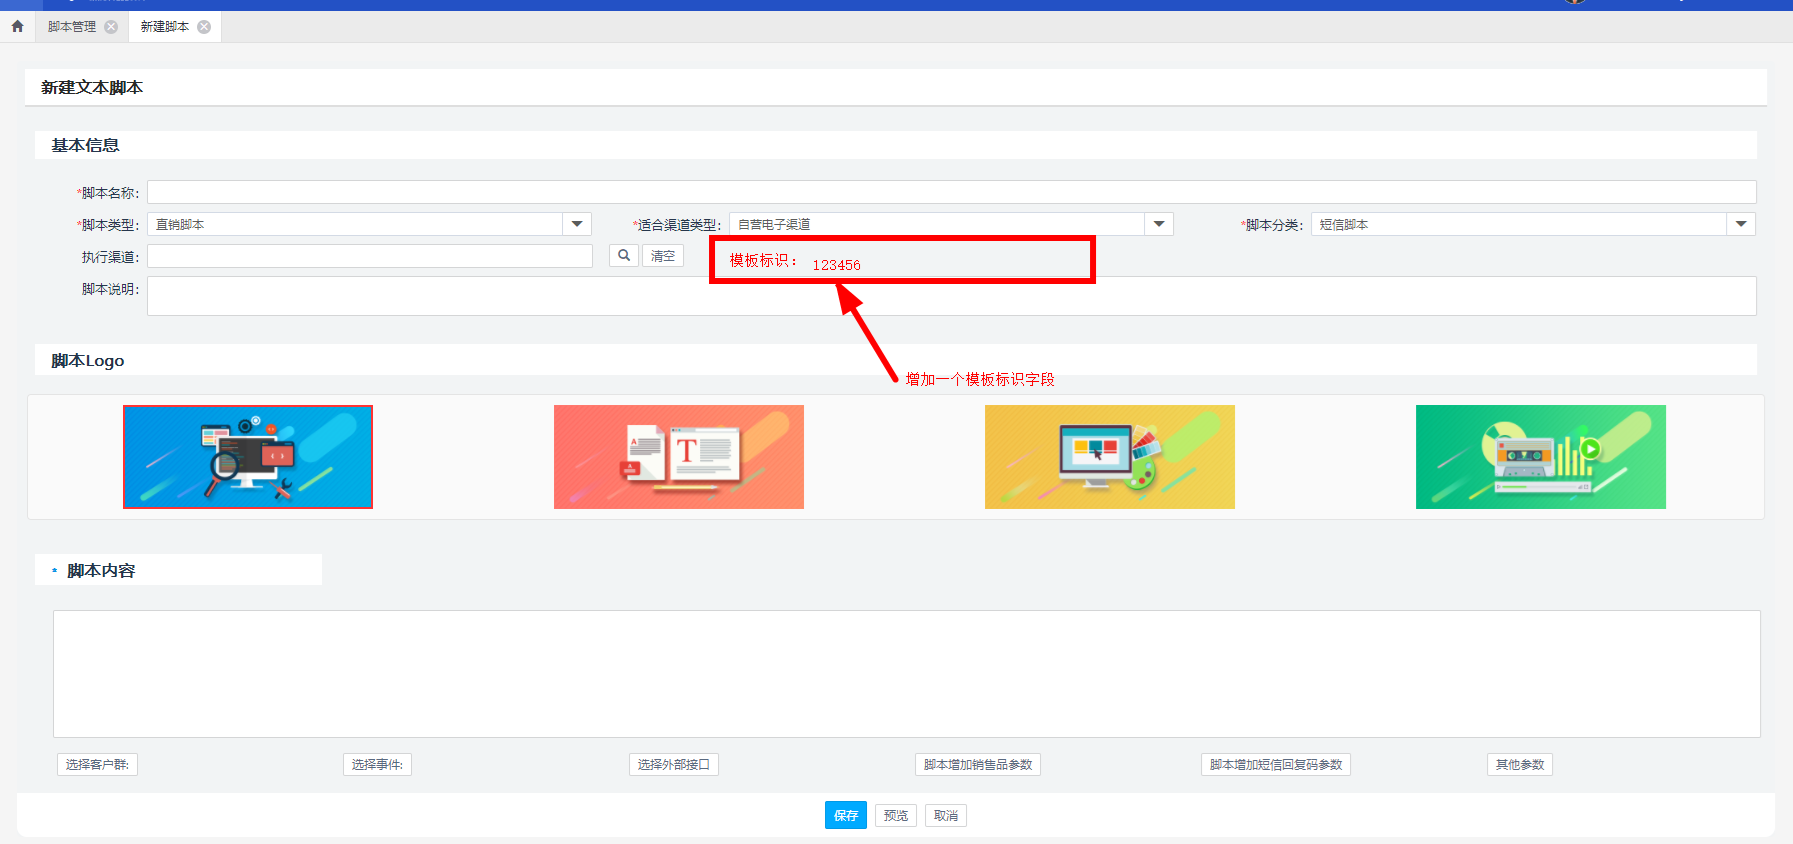 脚本管理
新建脚本
新建文本脚本
基本信息
*脚本名称：
*脚本类型： 直销脚本 *适合渠道类型： 自营电子渠道 *脚本分类： 短信脚本
执行渠道： 清空 模板标识： 123456
脚本说明：
增加一个模板标识字段
脚本Logo
* 脚本内容
选择客户群: 选择事件: 选择外部接口 脚本增加销售品参数 脚本增加短信回复码参数 其他参数
保存 预览 取消